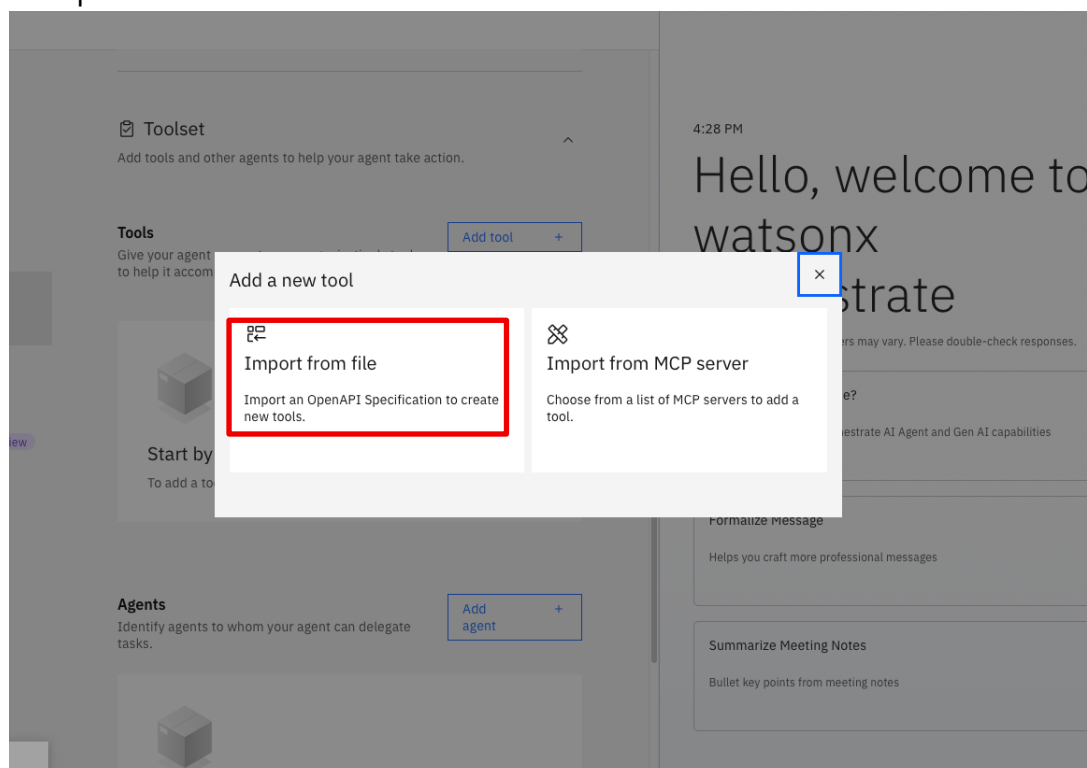 Toolset
Add tools and other agents to help your agent take action.
Tools
Give your agent
to help it accom
Add tool +
Add a new tool
Import from file
Import an OpenAPI Specification to create
new tools.
Import from MCP server
Choose from a list of MCP servers to add a
tool.
Start by
To add a to
Agents
Identify agents to whom your agent can delegate
tasks.
Add +
agent
4:28 PM
Hello, welcome to
watsonx
strate
ers may vary. Please double-check responses.
e?
estrate AI Agent and Gen AI capabilities
Formalize Message
Helps you craft more professional messages
Summarize Meeting Notes
Bullet key points from meeting notes